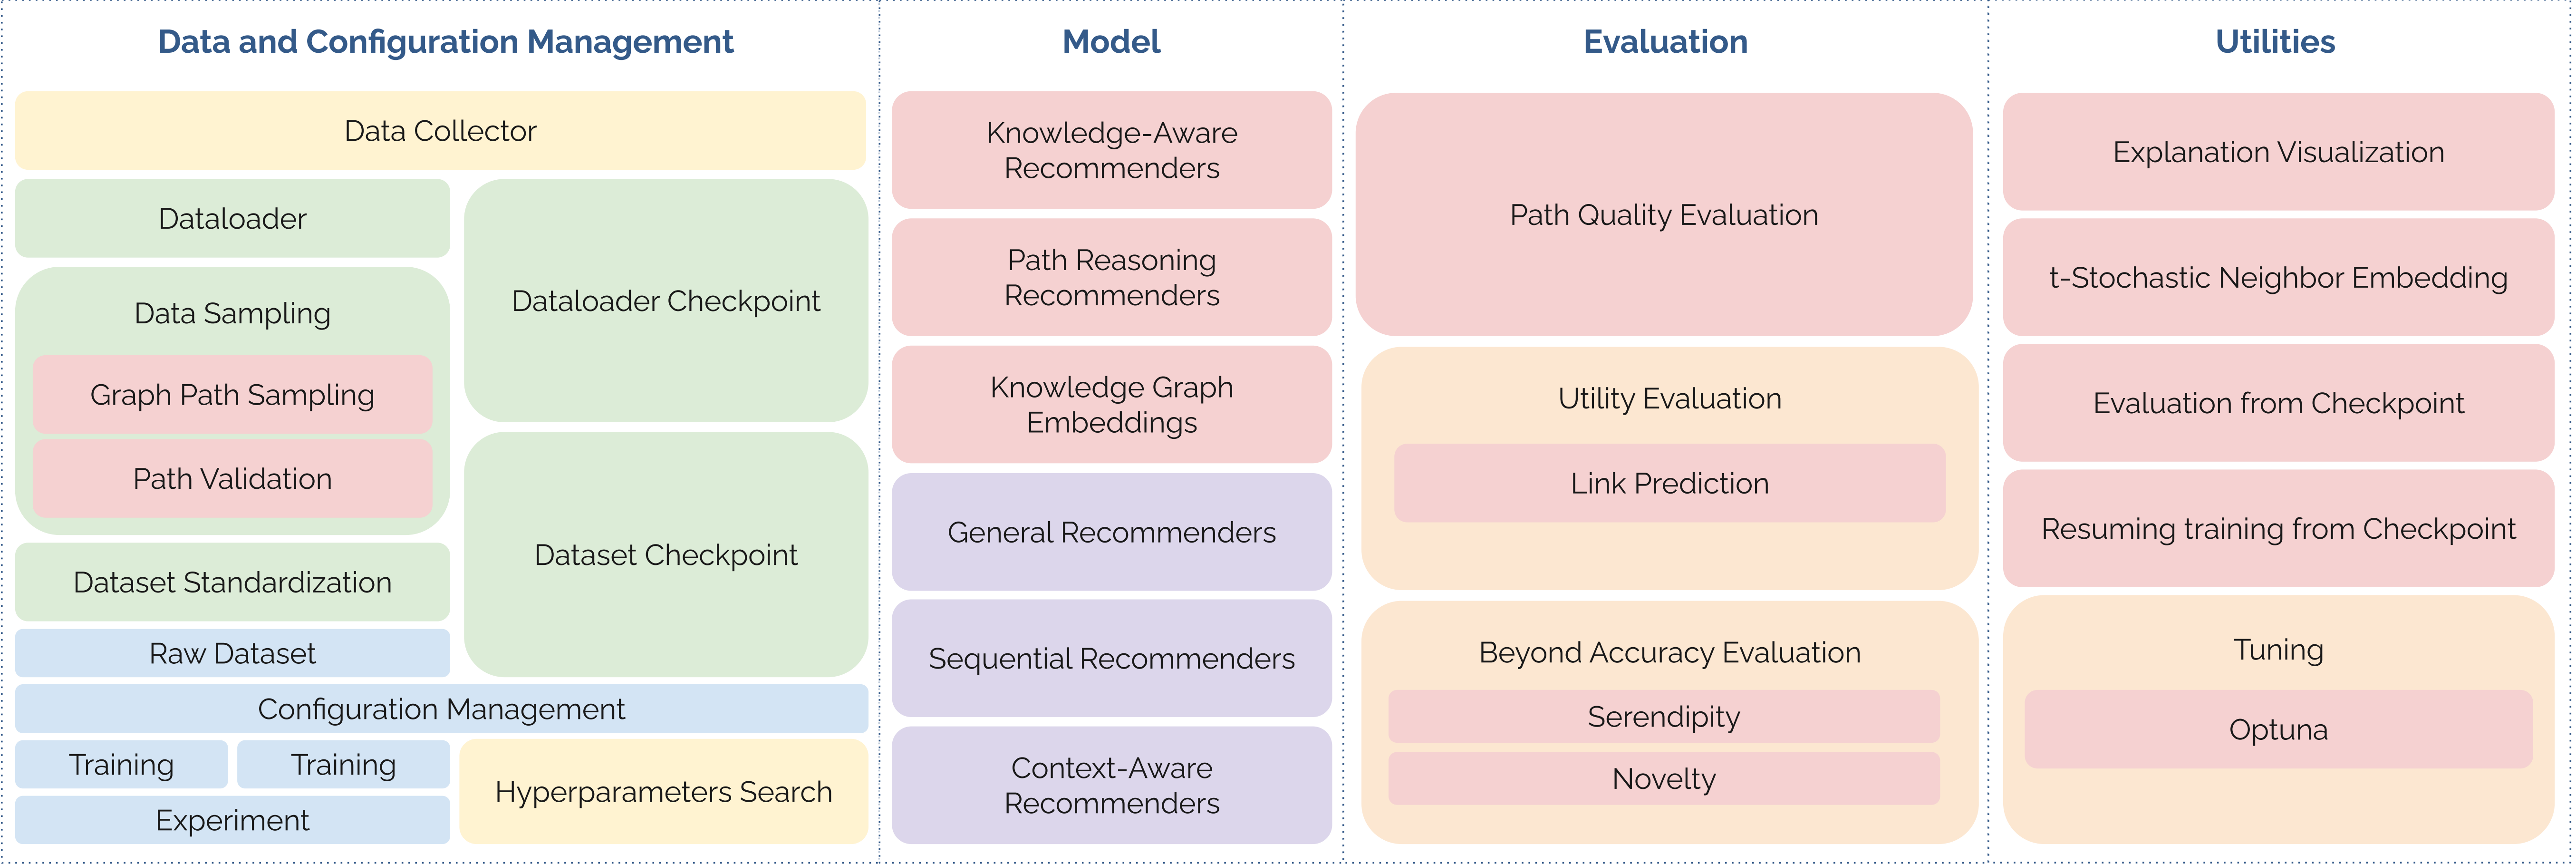 Data and Configuration Management
Data Collector
Dataloader
Dataloader Checkpoint
Data Sampling
Graph Path Sampling
Path Validation
Dataset Checkpoint
Dataset Standardization
Raw Dataset
Configuration Management
Training
Training
Hyperparameters Search
Experiment
Model
Knowledge-Aware
Recommenders
Path Reasoning
Recommenders
Knowledge Graph
Embeddings
General Recommenders
Sequential Recommenders
Context-Aware
Recommenders
Evaluation
Path Quality Evaluation
Utility Evaluation
Link Prediction
Beyond Accuracy Evaluation
Serendipity
Novelty
Utilities
Explanation Visualization
t-Stochastic Neighbor Embedding
Evaluation from Checkpoint
Resuming training from Checkpoint
Tuning
Optuna